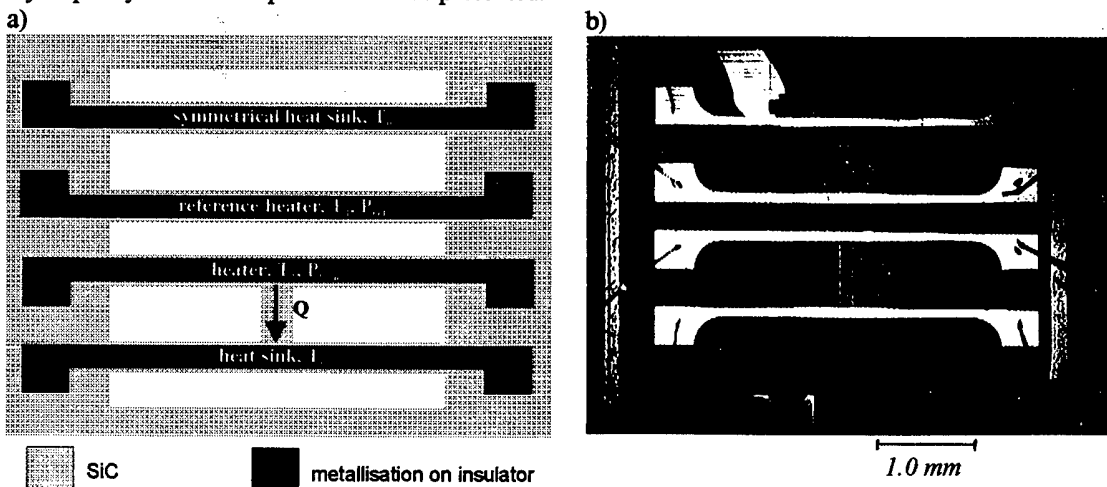 a)
b)
symmetrical heat sink, T
reference heater, T , P
heater, T , P
Q
heat sink, T
SiC
metallisation on insulator
1.0 mm